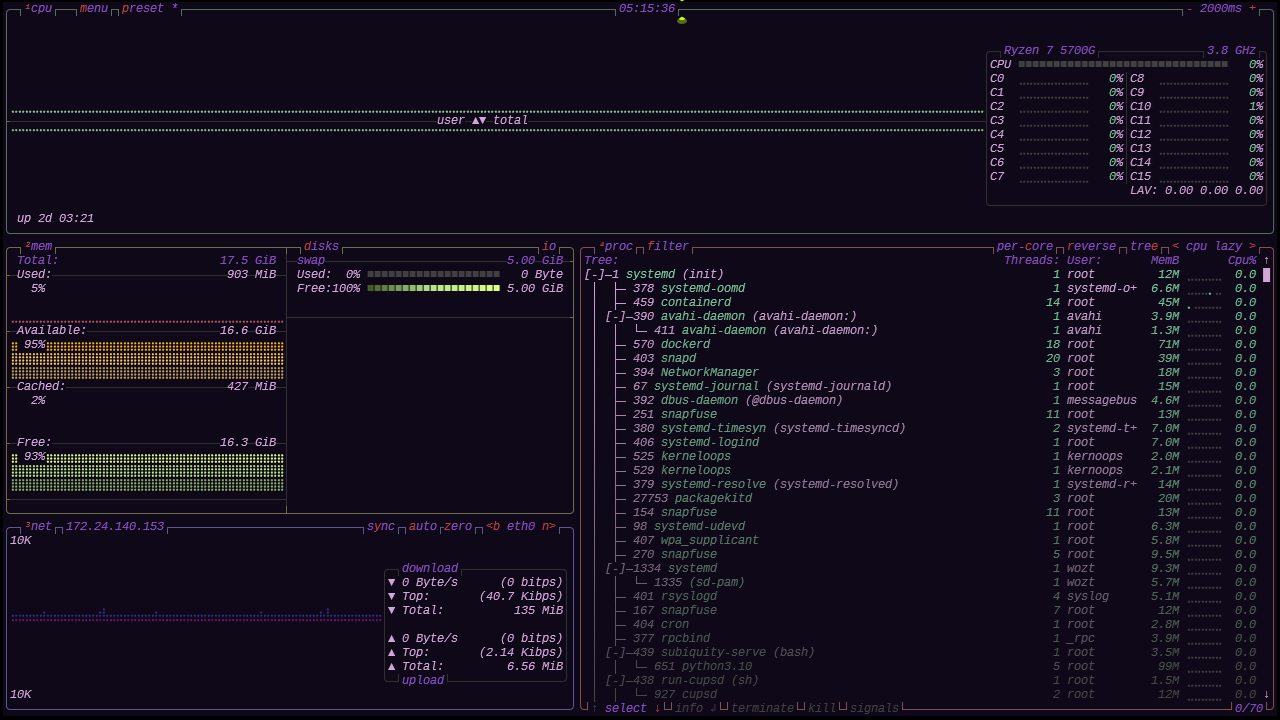 ¹cpu menu preset * 05:15:36 - 2000ms +
Ryzen 7 5700G 3.8 GHz
CPU 0%
C0 0% C8 0%
C1 0% C9 0%
C2 0% C10 1%
C3 0% C11 0%
C4 0% C12 0%
C5 0% C13 0%
C6 0% C14 0%
C7 0% C15 0%
LAV: 0.00 0.00 0.00
user ▲▼ total
up 2d 03:21
²mem disks io
Total: 17.5 GiB
Used: 903 MiB
5%
Available: 16.6 GiB
95%
Cached: 427 MiB
2%
Free: 16.3 GiB
93%
swap 5.00 GiB
Used: 0% 0 Byte
Free:100% 5.00 GiB
³net 172.24.140.153 sync auto zero <b eth0 n>
10K
download
▼ 0 Byte/s (0 bitps)
▼ Top: (40.7 Kibps)
▼ Total: 135 MiB
▲ 0 Byte/s (0 bitps)
▲ Top: (2.14 Kibps)
▲ Total: 6.56 MiB
upload
10K
⁴proc filter per-core reverse tree < cpu lazy >
Tree: Threads: User: MemB Cpu% ↑
[-]─1 systemd (init) 1 root 12M 0.0
├─ 378 systemd-oomd 1 systemd-o+ 6.6M 0.0
├─ 459 containerd 14 root 45M 0.0
[-]─390 avahi-daemon (avahi-daemon:) 1 avahi 3.9M 0.0
└─ 411 avahi-daemon (avahi-daemon:) 1 avahi 1.3M 0.0
├─ 570 dockerd 18 root 71M 0.0
├─ 403 snapd 20 root 39M 0.0
├─ 394 NetworkManager 3 root 18M 0.0
├─ 67 systemd-journal (systemd-journald) 1 root 15M 0.0
├─ 392 dbus-daemon (@dbus-daemon) 1 messagebus 4.6M 0.0
├─ 251 snapfuse 11 root 13M 0.0
├─ 380 systemd-timesyn (systemd-timesyncd) 2 systemd-t+ 7.0M 0.0
├─ 406 systemd-logind 1 root 7.0M 0.0
├─ 525 kerneloops 1 kernoops 2.0M 0.0
├─ 529 kerneloops 1 kernoops 2.1M 0.0
├─ 379 systemd-resolve (systemd-resolved) 1 systemd-r+ 14M 0.0
├─ 27753 packagekitd 3 root 20M 0.0
├─ 154 snapfuse 11 root 13M 0.0
├─ 98 systemd-udevd 1 root 6.3M 0.0
├─ 407 wpa_supplicant 1 root 5.8M 0.0
├─ 270 snapfuse 5 root 9.5M 0.0
[-]─1334 systemd 1 wozt 9.3M 0.0
└─ 1335 (sd-pam) 1 wozt 5.7M 0.0
├─ 401 rsyslogd 4 syslog 5.1M 0.0
├─ 167 snapfuse 7 root 12M 0.0
├─ 404 cron 1 root 2.8M 0.0
├─ 377 rpcbind 1 _rpc 3.9M 0.0
[-]─439 subiquity-serve (bash) 1 root 3.5M 0.0
└─ 651 python3.10 5 root 99M 0.0
[-]─438 run-cupsd (sh) 1 root 1.5M 0.0
└─ 927 cupsd 2 root 12M 0.0 ↓
↑ select ↓ info ↲ terminate kill signals 0/70